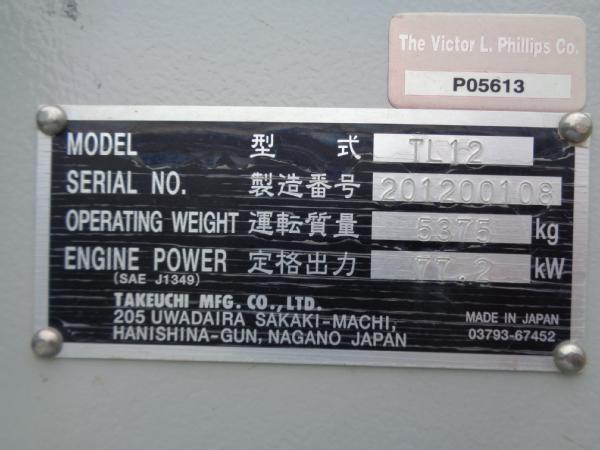 The Victor L. Phillips Co.
P05613
MODEL 型 式 TL12
SERIAL NO. 製造番号 201200108
OPERATING WEIGHT 運転質量 5375 kg
ENGINE POWER 定格出力 77.2 kW
(SAE J1349)
TAKEUCHI MFG. CO., LTD.
205 UWADAIRA SAKAKI-MACHI,
HANISHINA-GUN, NAGANO JAPAN
MADE IN JAPAN
03793-67452